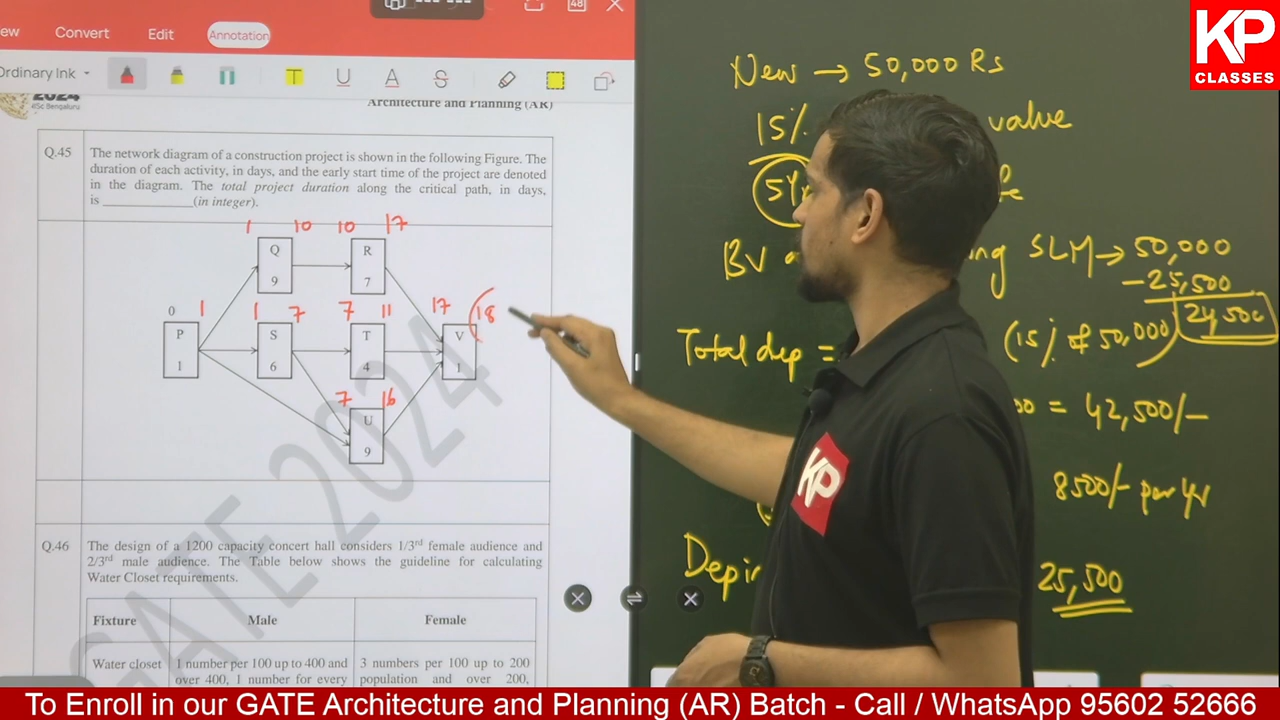 ew Convert Edit Annotation
48
Ordinary Ink
T U A S
2024
IISc Bengaluru
Architecture and Planning (AR)
Q.45
The network diagram of a construction project is shown in the following Figure. The
duration of each activity, in days, and the early start time of the project are denoted
in the diagram. The total project duration along the critical path, in days,
is ____________(in integer).
1 10 10 17
Q R
9 7
0 1 1 7 7 11 17 18
P S T V
1 6 4 1
7 16
U
9
GATE 2024
Q.46
The design of a 1200 capacity concert hall considers 1/3rd female audience and
2/3rd male audience. The Table below shows the guideline for calculating
Water Closet requirements.
Fixture Male Female
Water closet
1 number per 100 up to 400 and
over 400, 1 number for every
3 numbers per 100 up to 200
population and over 200,
New → 50,000 Rs
15% value
5Yr
BV SLM → 50,000
- 25,500
24,500
Total dep = (15% of 50,000)
= 42,500/-
8500/- per yr
25,500
KP
CLASSES
KP
To Enroll in our GATE Architecture and Planning (AR) Batch - Call / WhatsApp 95602 52666